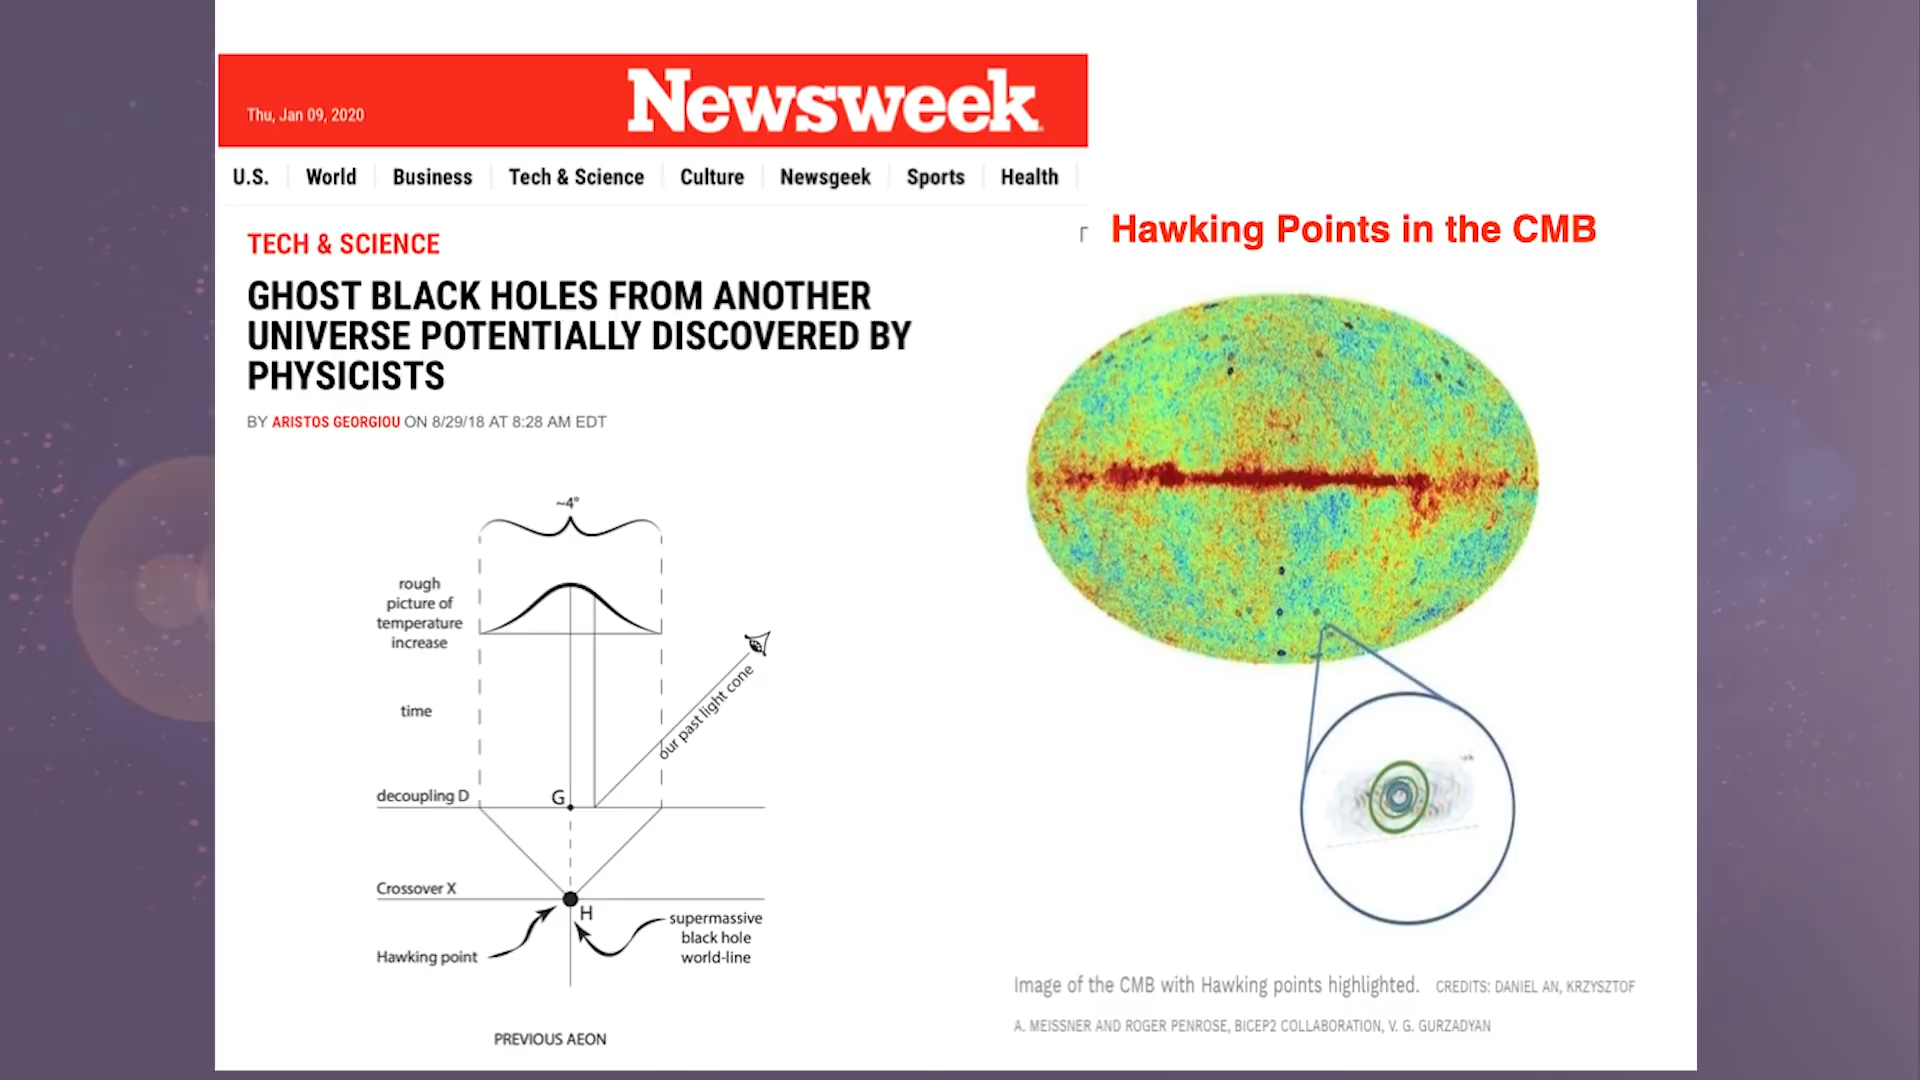 Thu, Jan 09, 2020
Newsweek
U.S.
World
Business
Tech & Science
Culture
Newsgeek
Sports
Health
TECH & SCIENCE
GHOST BLACK HOLES FROM ANOTHER
UNIVERSE POTENTIALLY DISCOVERED BY
PHYSICISTS
BY ARISTOS GEORGIOU ON 8/29/18 AT 8:28 AM EDT
~4°
rough
picture of
temperature
increase
time
our past light cone
decoupling D
G
Crossover X
H
Hawking point
supermassive
black hole
world-line
PREVIOUS AEON
Hawking Points in the CMB
Image of the CMB with Hawking points highlighted. CREDITS: DANIEL AN, KRZYSZTOF
A. MEISSNER AND ROGER PENROSE, BICEP2 COLLABORATION, V. G. GURZADYAN